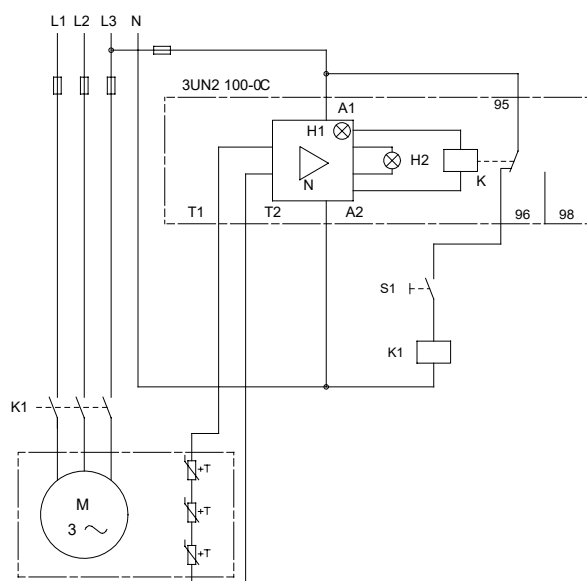 L1 L2 L3 N
3UN2 100-0C
95
A1
H1
H2
N
K
T1 T2 A2 96 98
S1
K1
K1
+T
M
3
+T
+T